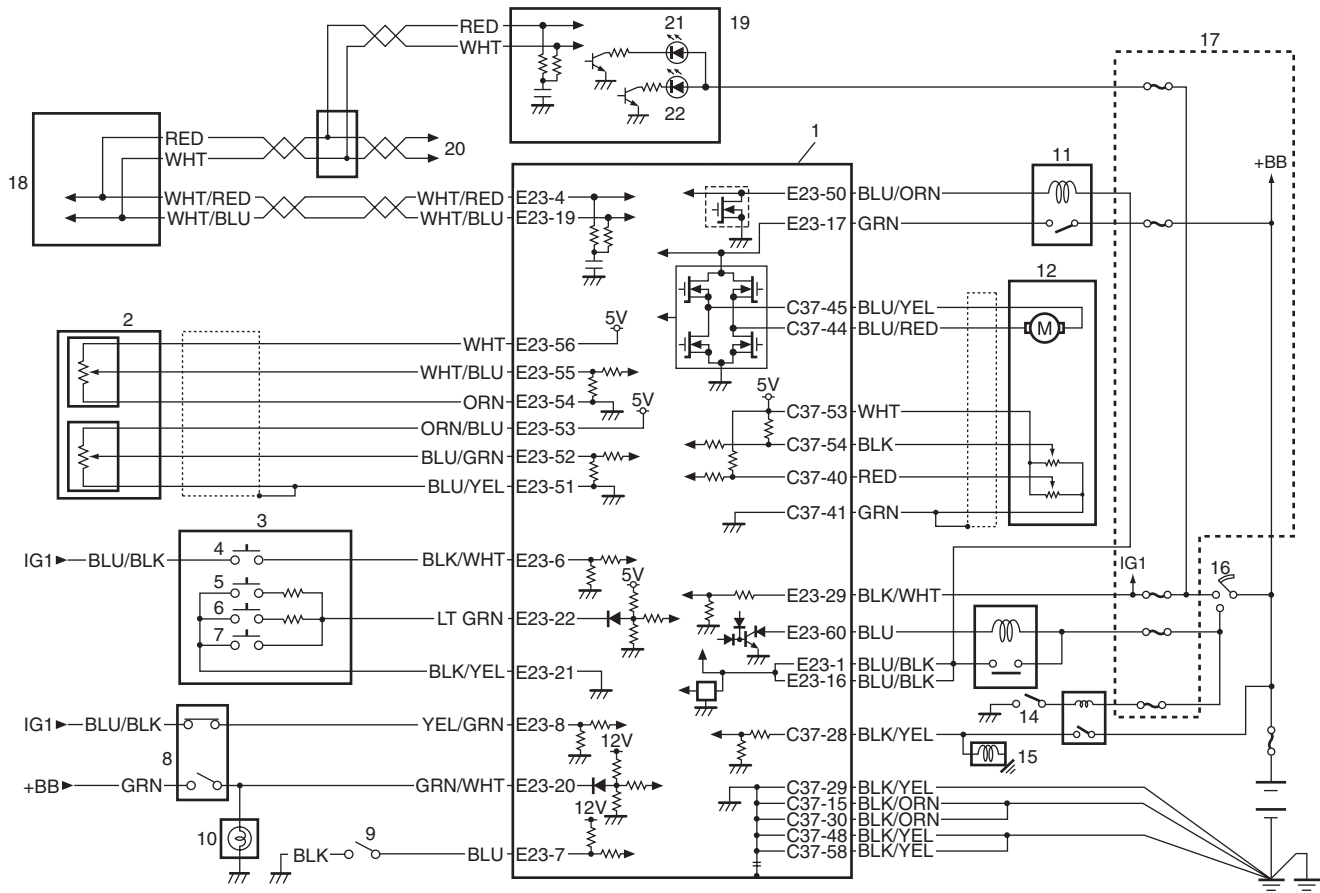 RED
WHT
21
19
22
17
18
RED
WHT
20
WHT/RED
WHT/BLU
WHT/RED
WHT/BLU
E23-4
E23-19
1
E23-50
BLU/ORN
E23-17
GRN
11
+BB
12
C37-45
BLU/YEL
C37-44
BLU/RED
M
2
WHT
E23-56
5V
WHT/BLU
E23-55
ORN
E23-54
ORN/BLU
E23-53
5V
BLU/GRN
E23-52
BLU/YEL
E23-51
5V
C37-53
WHT
C37-54
BLK
C37-40
RED
C37-41
GRN
3
IG1
BLU/BLK
4
BLK/WHT
E23-6
5
6
7
5V
LT GRN
E23-22
BLK/YEL
E23-21
IG1
16
E23-29
BLK/WHT
E23-60
BLU
E23-1
BLU/BLK
E23-16
BLU/BLK
14
15
C37-28
BLK/YEL
IG1
BLU/BLK
YEL/GRN
E23-8
8
12V
+BB
GRN
GRN/WHT
E23-20
12V
10
9
BLK
BLU
E23-7
C37-29
BLK/YEL
C37-15
BLK/ORN
C37-30
BLK/ORN
C37-48
BLK/YEL
C37-58
BLK/YEL